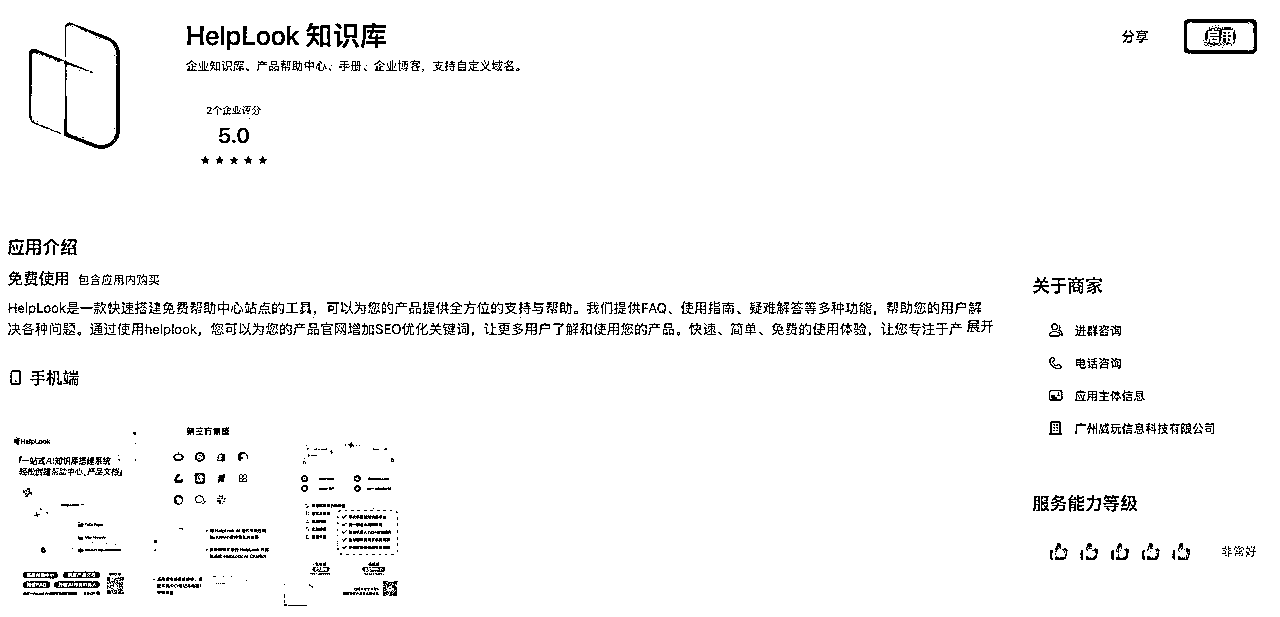 HelpLook 知识库
分享
启用
企业知识库、产品帮助中心、手册、企业博客，支持自定义域名。
2个企业评分
5.0
应用介绍
免费使用 包含应用内购买
HelpLook是一款快速搭建免费帮助中心站点的工具，可以为您的产品提供全方位的支持与帮助。我们提供FAQ、使用指南、疑难解答等多种功能，帮助您的用户解
决各种问题。通过使用helplook，您可以为您的产品官网增加SEO优化关键词，让更多用户了解和使用您的产品。快速、简单、免费的使用体验，让您专注于产 展开
关于商家
进群咨询
电话咨询
应用主体信息
广州威玩信息科技有限公司
服务能力等级
非常好
手机端
HelpLook
「一站式AI知识库搭建系统
轻松创建帮助中心、产品文档」
第三方集成